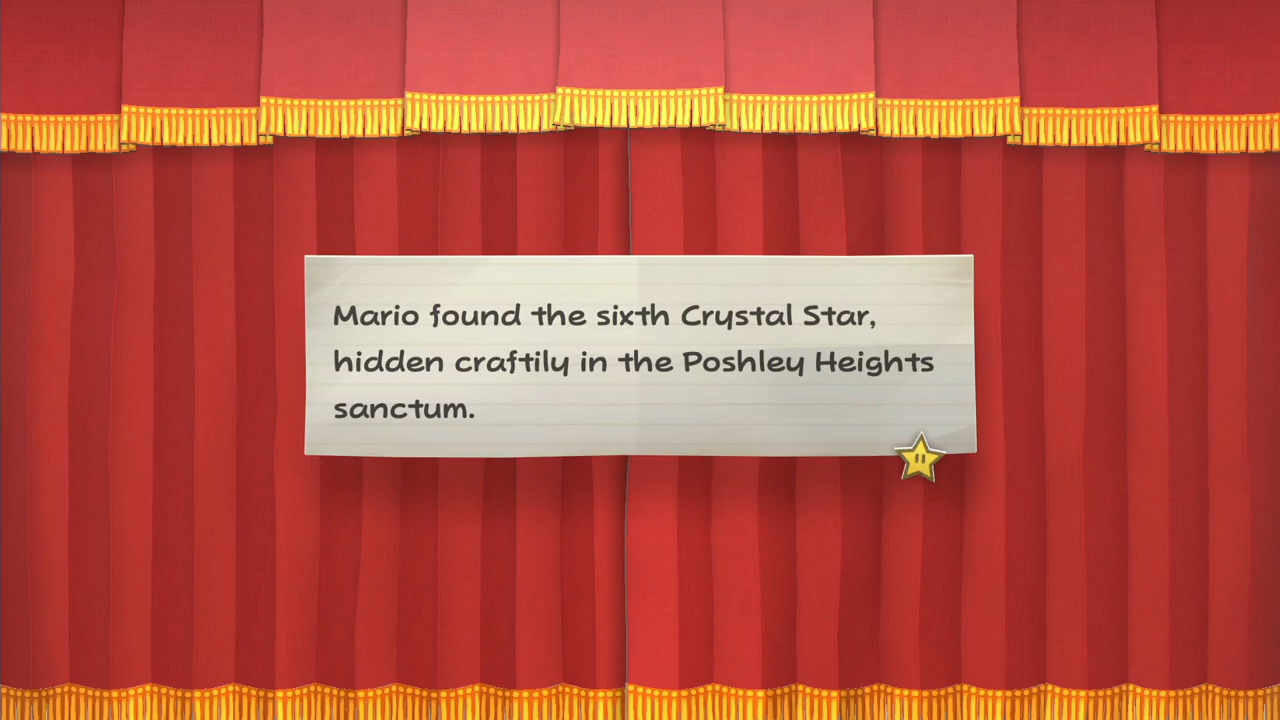 Mario found the sixth Crystal Star,
hidden craftily in the Poshley Heights
sanctum.